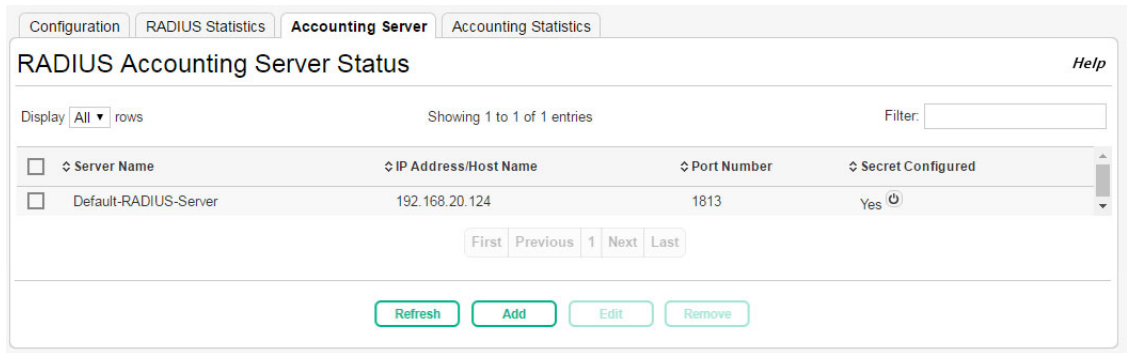 Configuration RADIUS Statistics Accounting Server Accounting Statistics
RADIUS Accounting Server Status Help
Display All rows Showing 1 to 1 of 1 entries Filter:
Server Name IP Address/Host Name Port Number Secret Configured
Default-RADIUS-Server 192.168.20.124 1813 Yes
First Previous 1 Next Last
Refresh Add Edit Remove